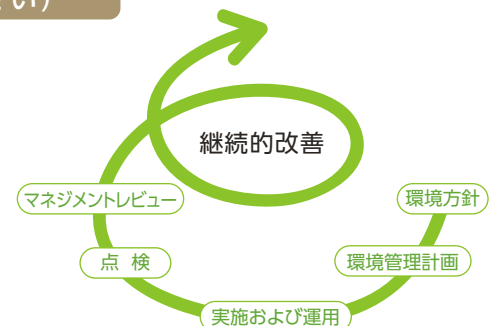 い)
継続的改善
マネジメントレビュー
環境方針
点検
環境管理計画
実施および運用